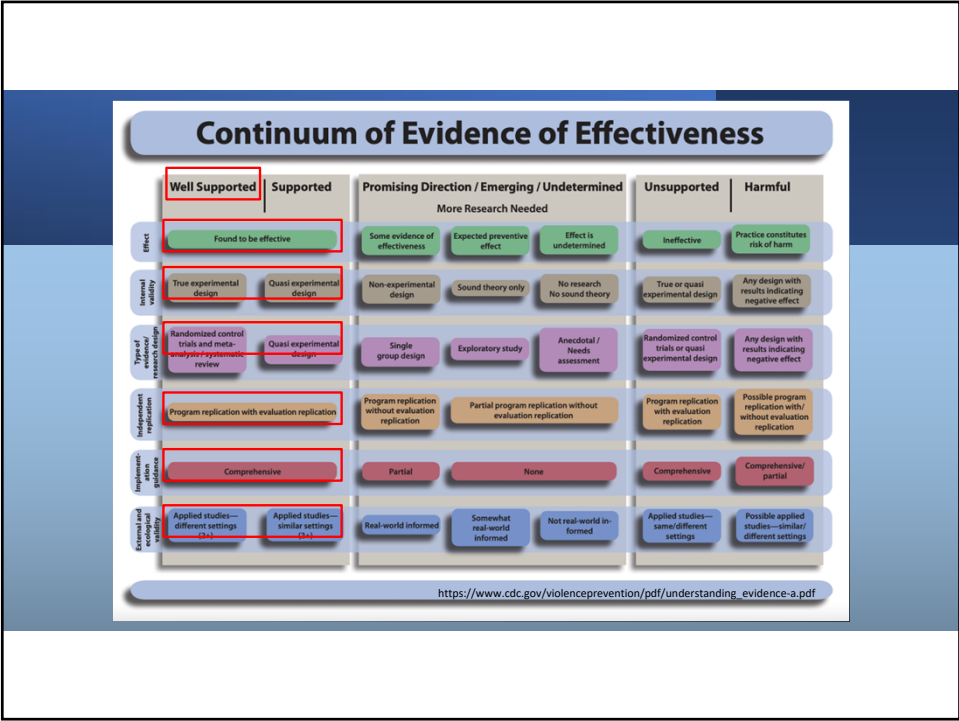 Continuum of Evidence of Effectiveness
Well Supported
Supported
Promising Direction / Emerging / Undetermined
More Research Needed
Unsupported
Harmful
Effect
Found to be effective
Some evidence of
effectiveness
Expected preventive
effect
Effect is
undetermined
Ineffective
Practice constitutes
risk of harm
Internal
validity
True experimental
design
Quasi experimental
design
Non-experimental
design
Sound theory only
No research
No sound theory
True or quasi
experimental design
Any design with
results indicating
negative effect
Type of
evidence/
research design
Randomized control
trials and meta-
analysis / systematic
review
Quasi experimental
design
Single
group design
Exploratory study
Anecdotal /
Needs
assessment
Randomized control
trials or quasi
experimental design
Any design with
results indicating
negative effect
Independent
replication
Program replication with evaluation replication
Program replication
without evaluation
replication
Partial program replication without
evaluation replication
Program replication
with evaluation
replication
Possible program
replication with/
without evaluation
replication
Implement-
ation
guidance
Comprehensive
Partial
None
Comprehensive
Comprehensive/
partial
External and
ecological
validity
Applied studies—
different settings
(2+)
Applied studies—
similar settings
(2+)
Real-world informed
Somewhat
real-world
informed
Not real-world in-
formed
Applied studies—
same/different
settings
Possible applied
studies—similar/
different settings
https://www.cdc.gov/violenceprevention/pdf/understanding_evidence-a.pdf